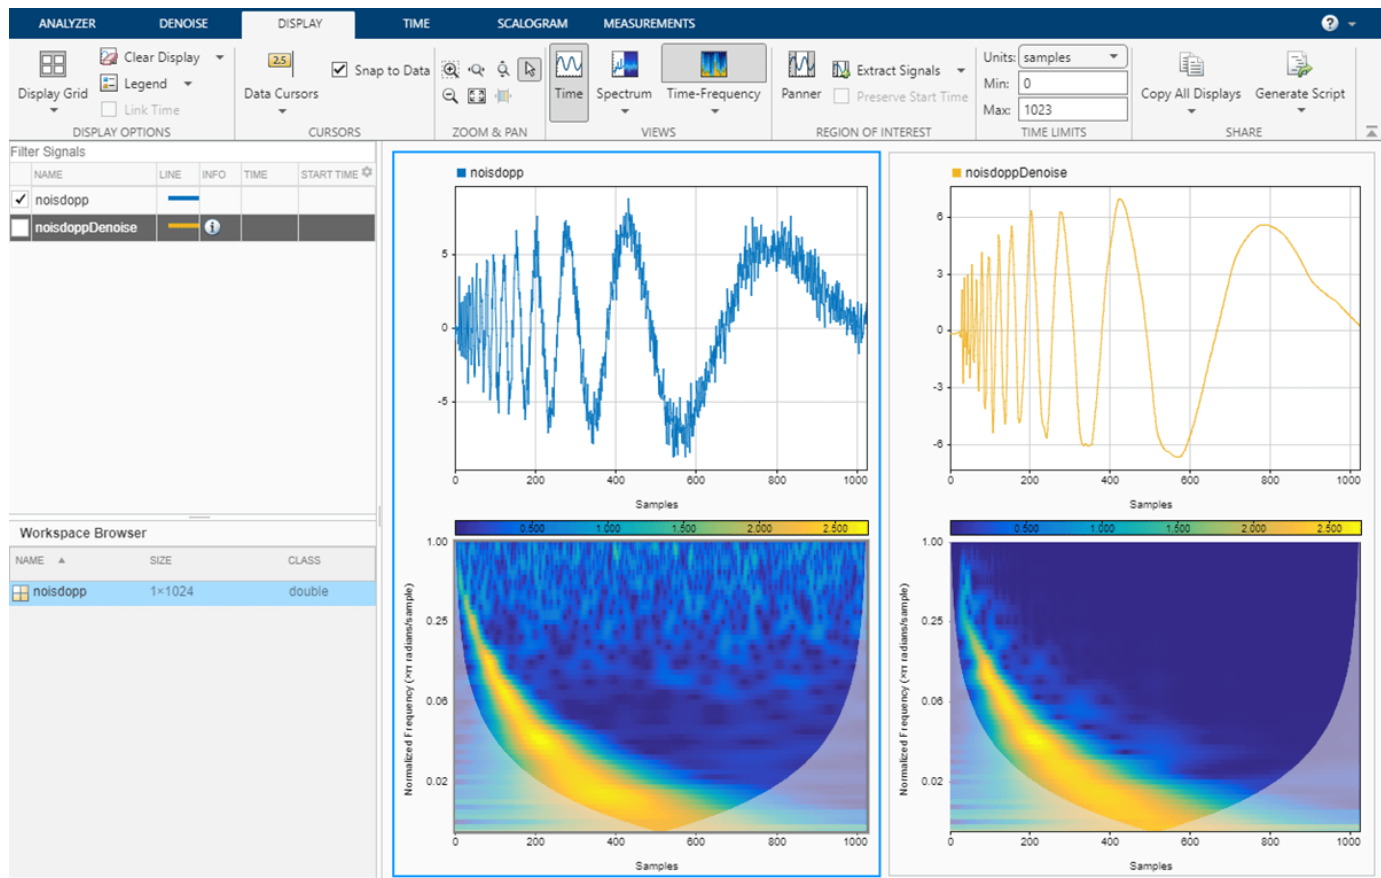 ANALYZER DENOISE DISPLAY TIME SCALOGRAM MEASUREMENTS ?
Display Grid
Clear Display
Legend
Link Time
DISPLAY OPTIONS
2.5
Data Cursors
Snap to Data
CURSORS
ZOOM & PAN
Time
Spectrum
Time-Frequency
VIEWS
Panner
Extract Signals
Preserve Start Time
REGION OF INTEREST
Units: samples
Min: 0
Max: 1023
TIME LIMITS
Copy All Displays
Generate Script
SHARE
Filter Signals
NAME LINE INFO TIME START TIME
noisdopp
noisdoppDenoise
Workspace Browser
NAME SIZE CLASS
noisdopp 1×1024 double
noisdopp
5
0
-5
0 200 400 600 800 1000
Samples
0.500 1.000 1.500 2.000 2.500
1.00
0.25
0.06
0.02
Normalized Frequency (×π radians/sample)
0 200 400 600 800 1000
Samples
noisdoppDenoise
6
3
0
-3
-6
0 200 400 600 800 1000
Samples
0.500 1.000 1.500 2.000 2.500
1.00
0.25
0.06
0.02
Normalized Frequency (×π radians/sample)
0 200 400 600 800 1000
Samples